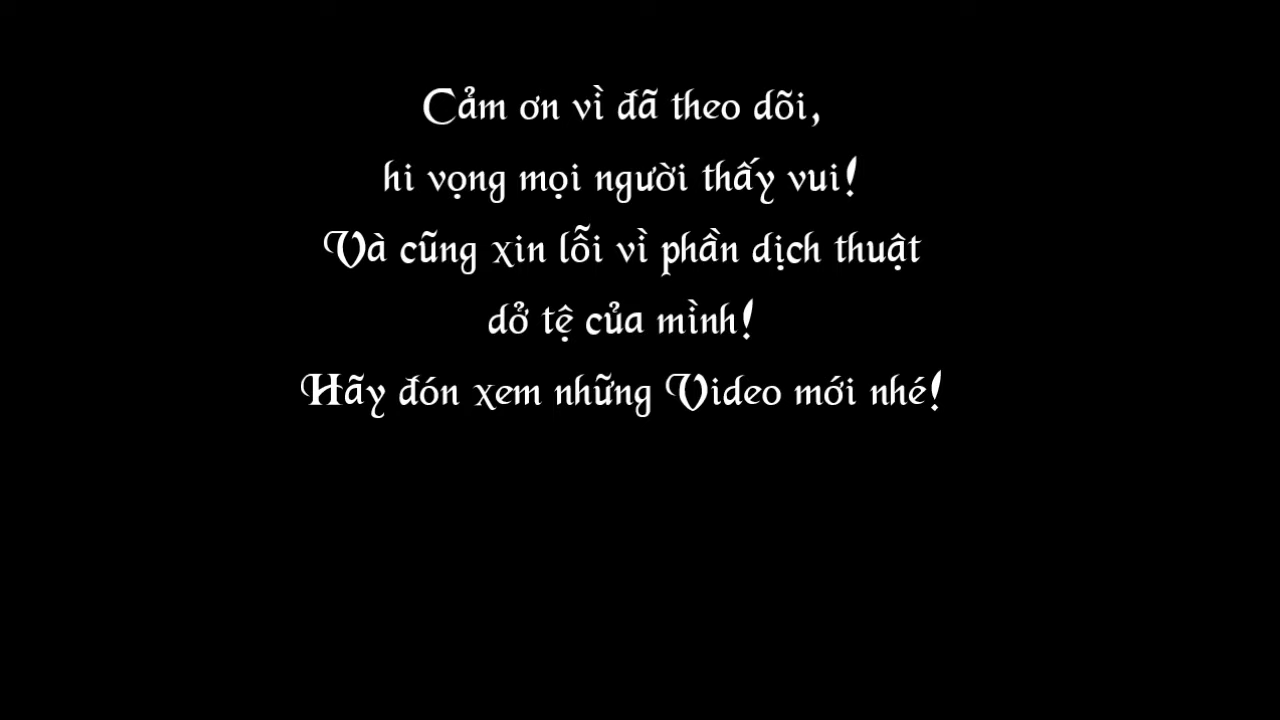 Cảm ơn vì đã theo dõi,
hi vọng mọi người thấy vui!
Và cũng xin lỗi vì phần dịch thuật
dở tệ của mình!
Hãy đón xem những Video mới nhé!